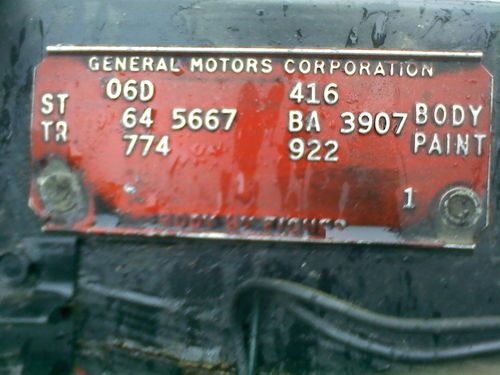 GENERAL MOTORS CORPORATION
06D 416
ST 64 5667 BA 3907 BODY
TR 774 922 PAINT
1